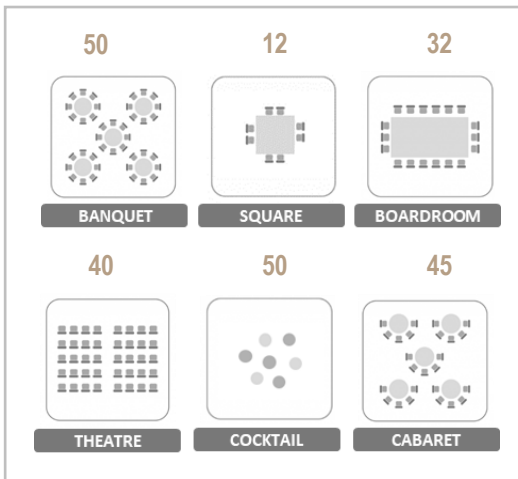 50 12 32
BANQUET SQUARE BOARDROOM
40 50 45
THEATRE COCKTAIL CABARET